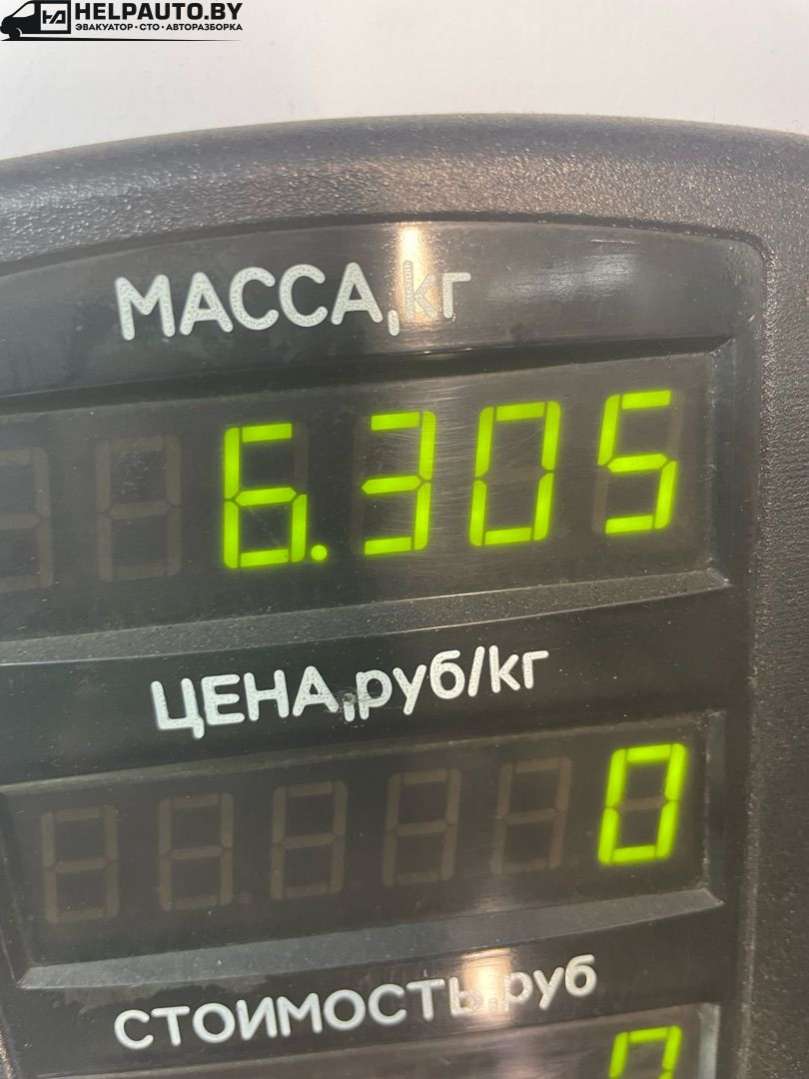 HELPAUTO.BY
ЭВАКУАТОР • СТО • АВТОРАЗБОРКА
МАССА,кг
6.305
ЦЕНА,руб/кг
0
СТОИМОСТЬ,руб